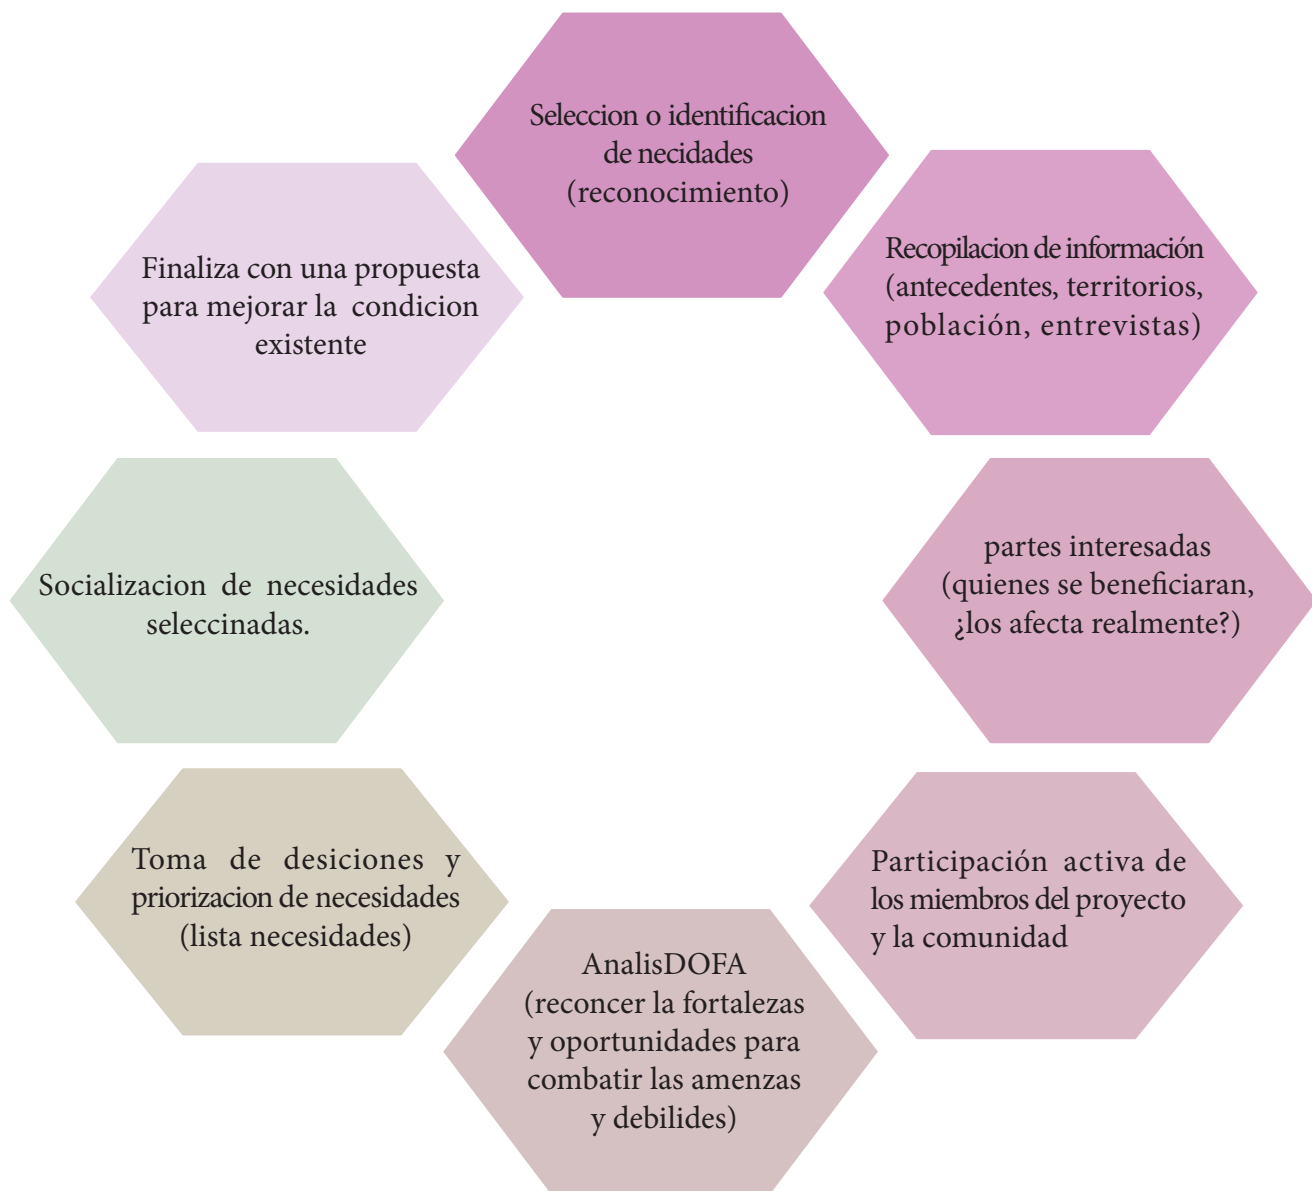 Seleccion o identificacion
de necidades
(reconocimiento)
Recopilacion de información
(antecedentes, territorios,
población, entrevistas)
partes interesadas
(quienes se beneficiaran,
¿los afecta realmente?)
Participación activa de
los miembros del proyecto
y la comunidad
AnalisDOFA
(reconcer la fortalezas
y oportunidades para
combatir las amenzas
y debilides)
Toma de desiciones y
priorizacion de necesidades
(lista necesidades)
Socializacion de necesidades
seleccinadas.
Finaliza con una propuesta
para mejorar la condicion
existente